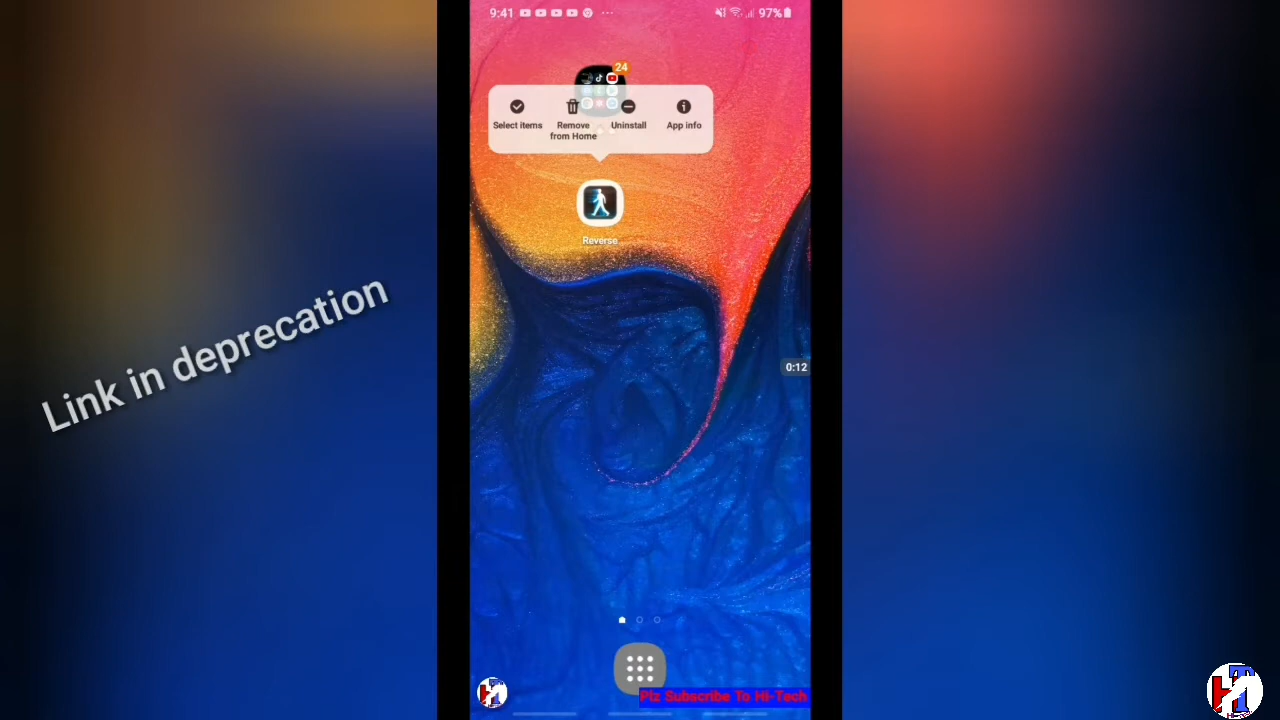 9:41
97%
24
Select items
Remove
from Home
Uninstall
App info
Reverse
Link in deprecation
0:12
Plz Subscribe To Hi-Tech